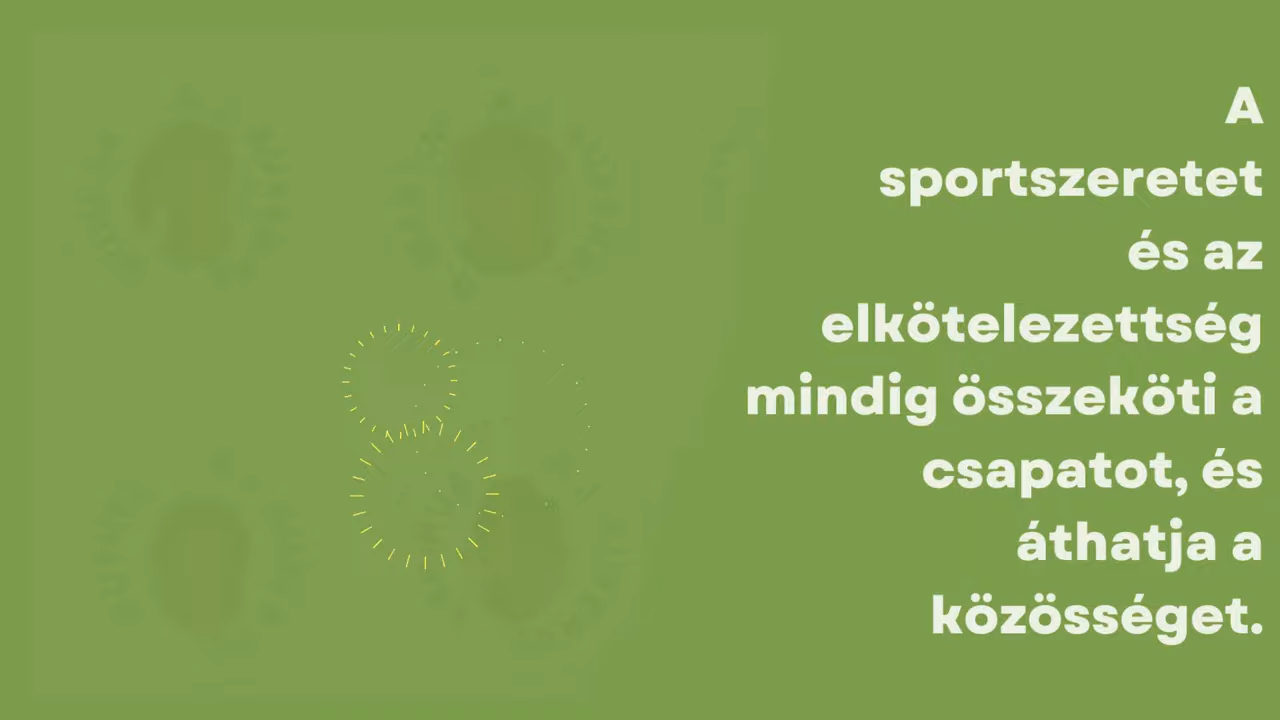 A
sportszeretet
és az
elkötelezettség
mindig összeköti a
csapatot, és
áthatja a
közösséget.